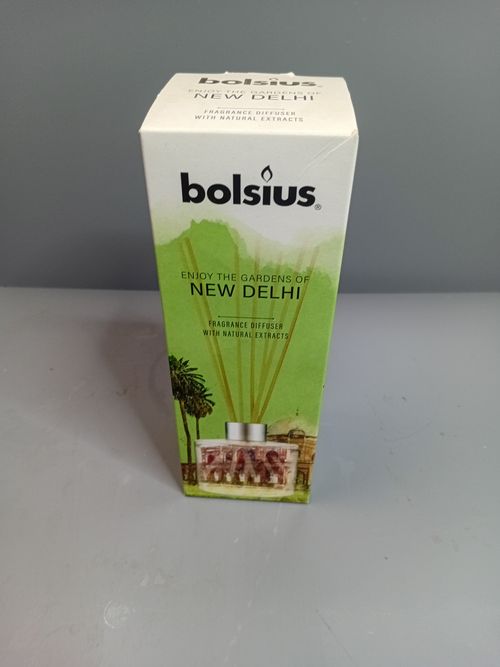 bolsius
ENJOY THE GARDENS OF
NEW DELHI
FRAGRANCE DIFFUSER
WITH NATURAL EXTRACTS
bolsius®
ENJOY THE GARDENS OF
NEW DELHI
FRAGRANCE DIFFUSER
WITH NATURAL EXTRACTS